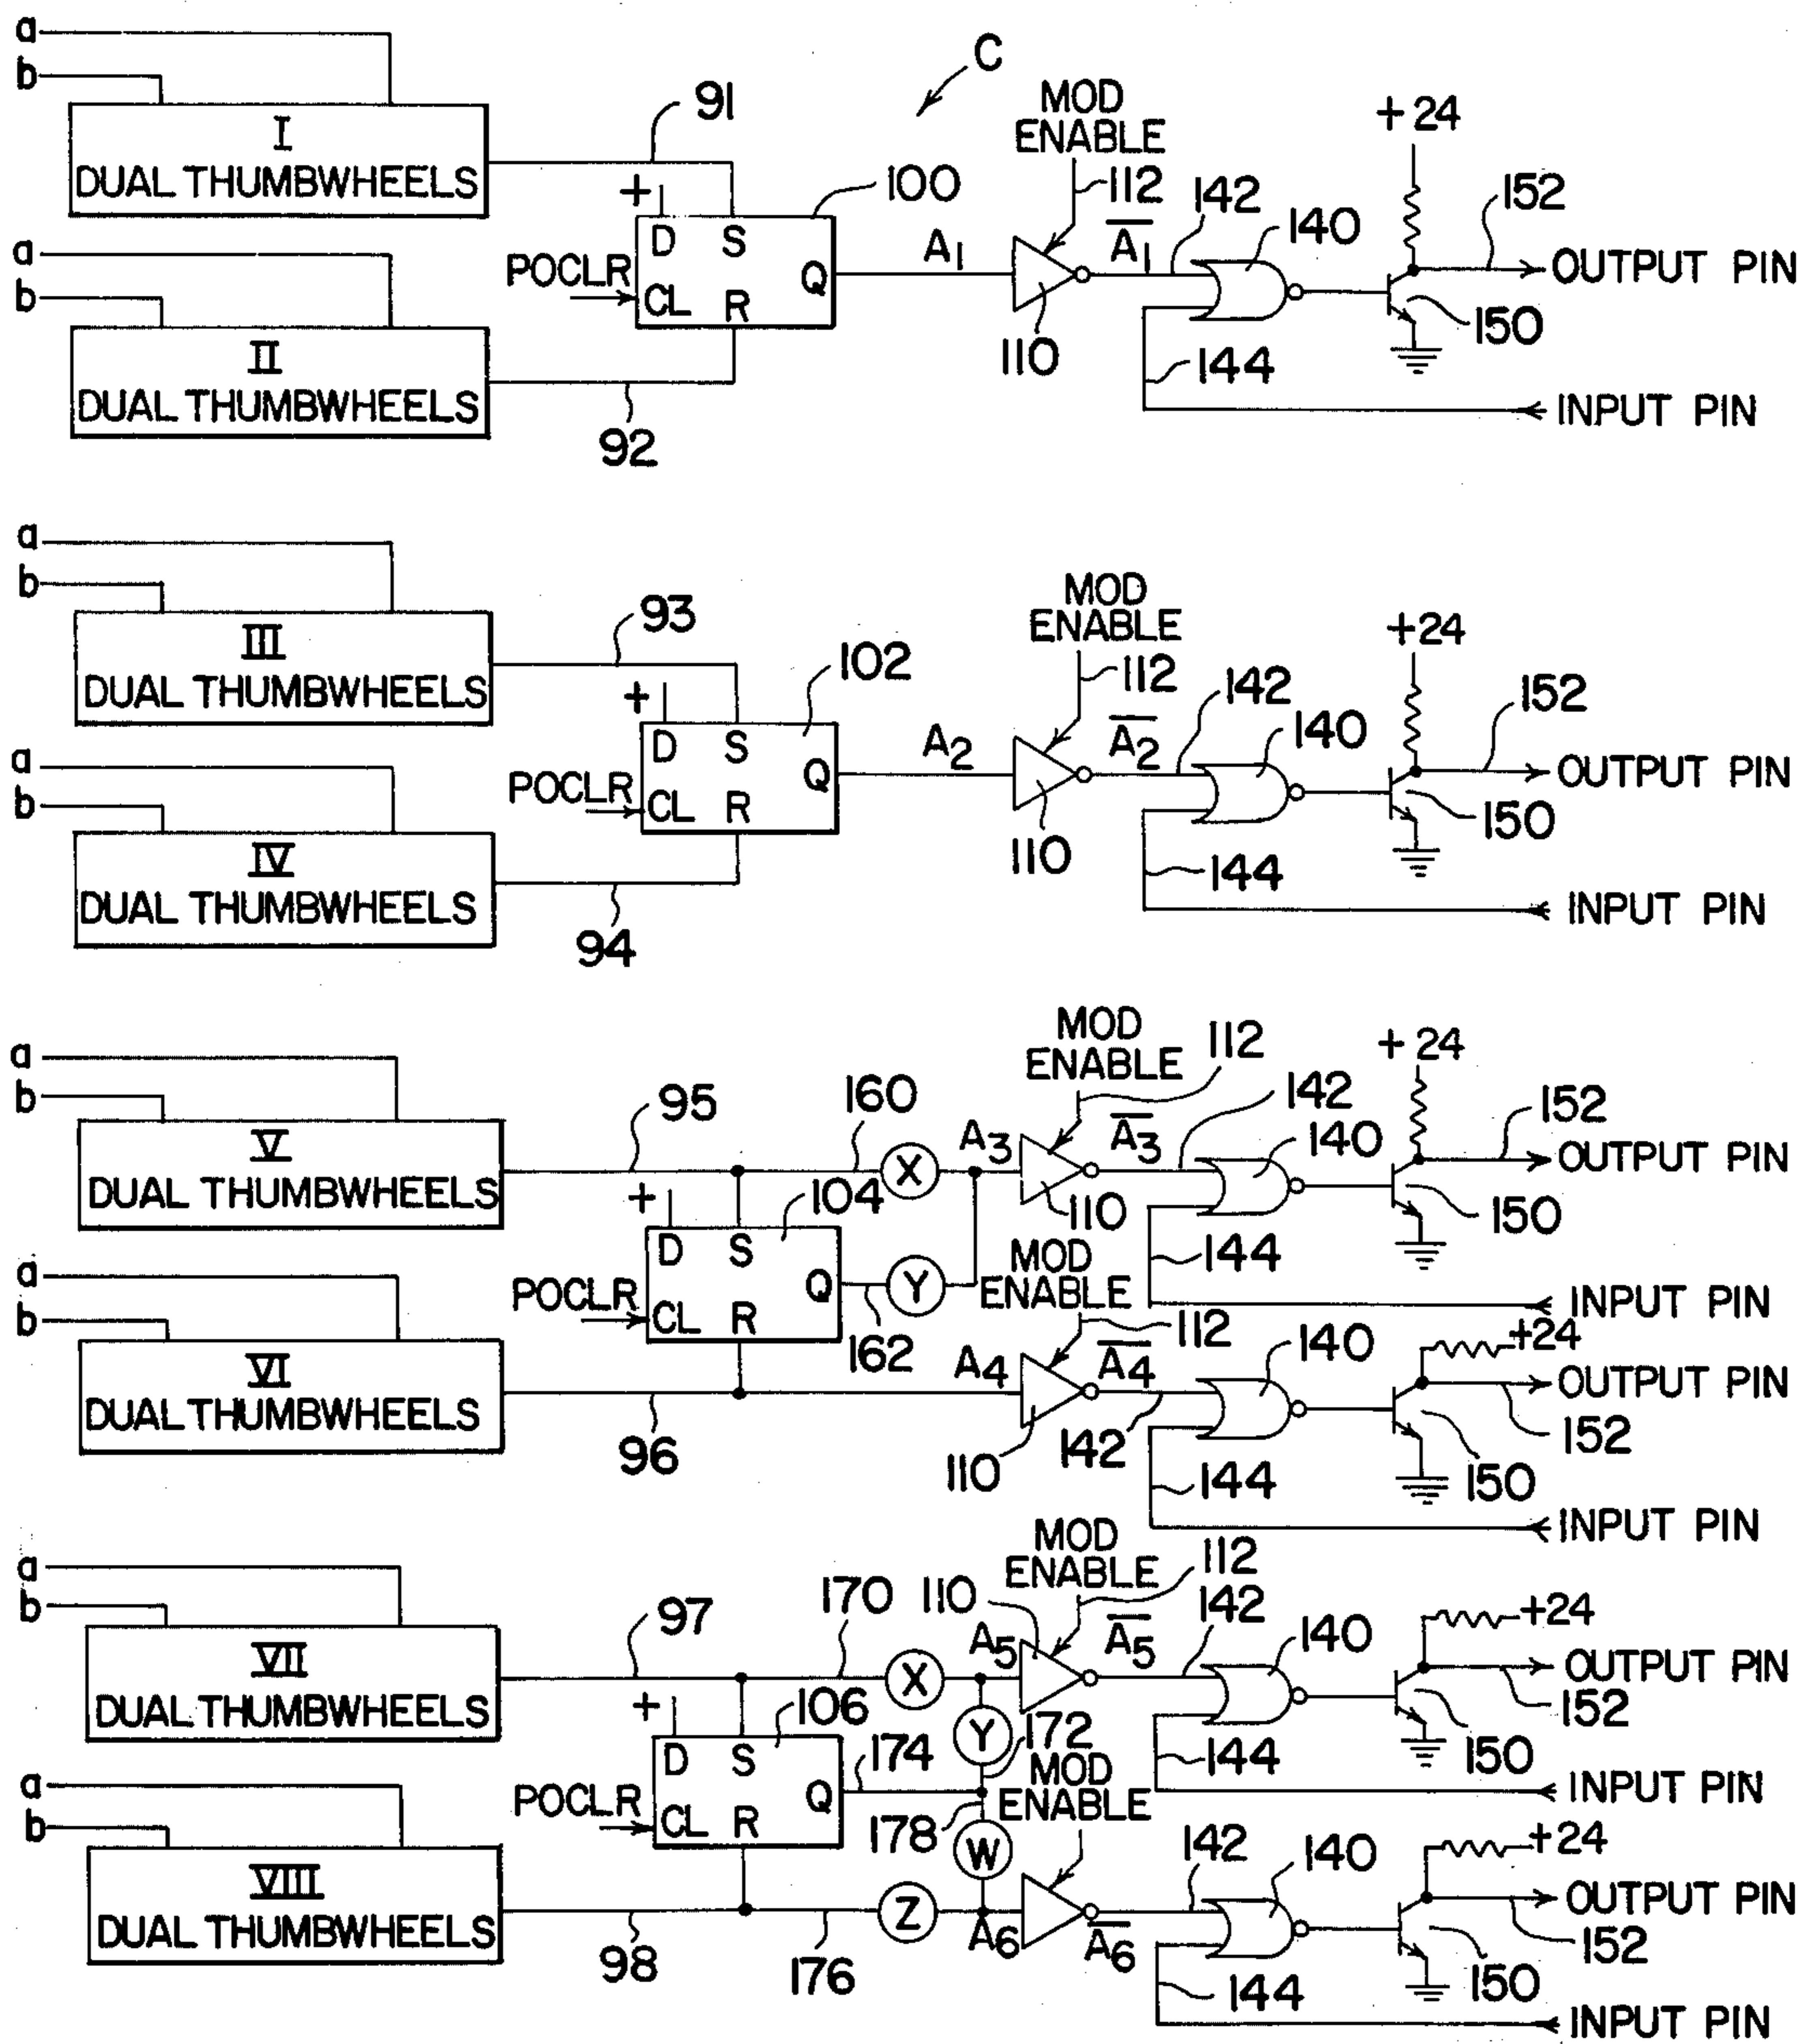 a
b
I
DUAL THUMBWHEELS
91
C
MOD
ENABLE
112
+24
+
100
D S
POCLR
CL R Q
A1
A1
110
142
140
152
OUTPUT PIN
150
144
INPUT PIN
a
b
II
DUAL THUMBWHEELS
92
a
b
III
DUAL THUMBWHEELS
93
MOD
ENABLE
112
+24
+
102
D S
POCLR
CL R Q
A2
A2
110
142
140
152
OUTPUT PIN
150
144
INPUT PIN
a
b
IV
DUAL THUMBWHEELS
94
a
b
V
DUAL THUMBWHEELS
95
160
X
MOD
ENABLE
112
+24
A3
A3
110
142
140
152
OUTPUT PIN
150
144
INPUT PIN
+
104
D S
POCLR
CL R Q
162
Y
a
b
VI
DUAL THUMBWHEELS
96
MOD
ENABLE
112
+24
A4
A4
110
142
140
152
OUTPUT PIN
150
144
INPUT PIN
a
b
VII
DUAL THUMBWHEELS
97
170
110
X
MOD
ENABLE
112
+24
A5
A5
142
140
152
OUTPUT PIN
150
144
INPUT PIN
+
106
D S
POCLR
CL R Q
174
Y
172
178
W
a
b
VIII
DUAL THUMBWHEELS
98
176
Z
MOD
ENABLE
+24
A6
A6
142
140
152
OUTPUT PIN
150
144
INPUT PIN